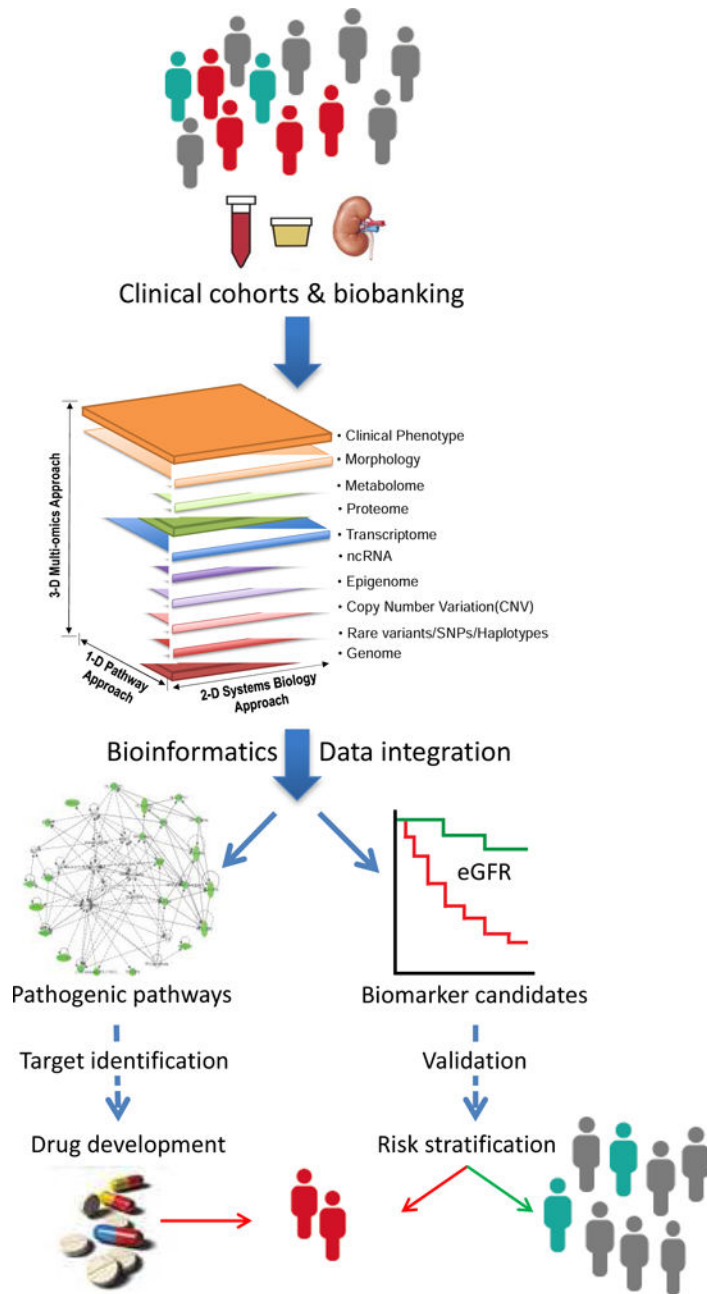 Clinical cohorts & biobanking
3-D Multi-omics Approach
• Clinical Phenotype
• Morphology
• Metabolome
• Proteome
• Transcriptome
• ncRNA
• Epigenome
• Copy Number Variation(CNV)
• Rare variants/SNPs/Haplotypes
• Genome
1-D Pathway
Approach
2-D Systems Biology
Approach
Bioinformatics
Data integration
eGFR
Pathogenic pathways
Biomarker candidates
Target identification
Validation
Drug development
Risk stratification